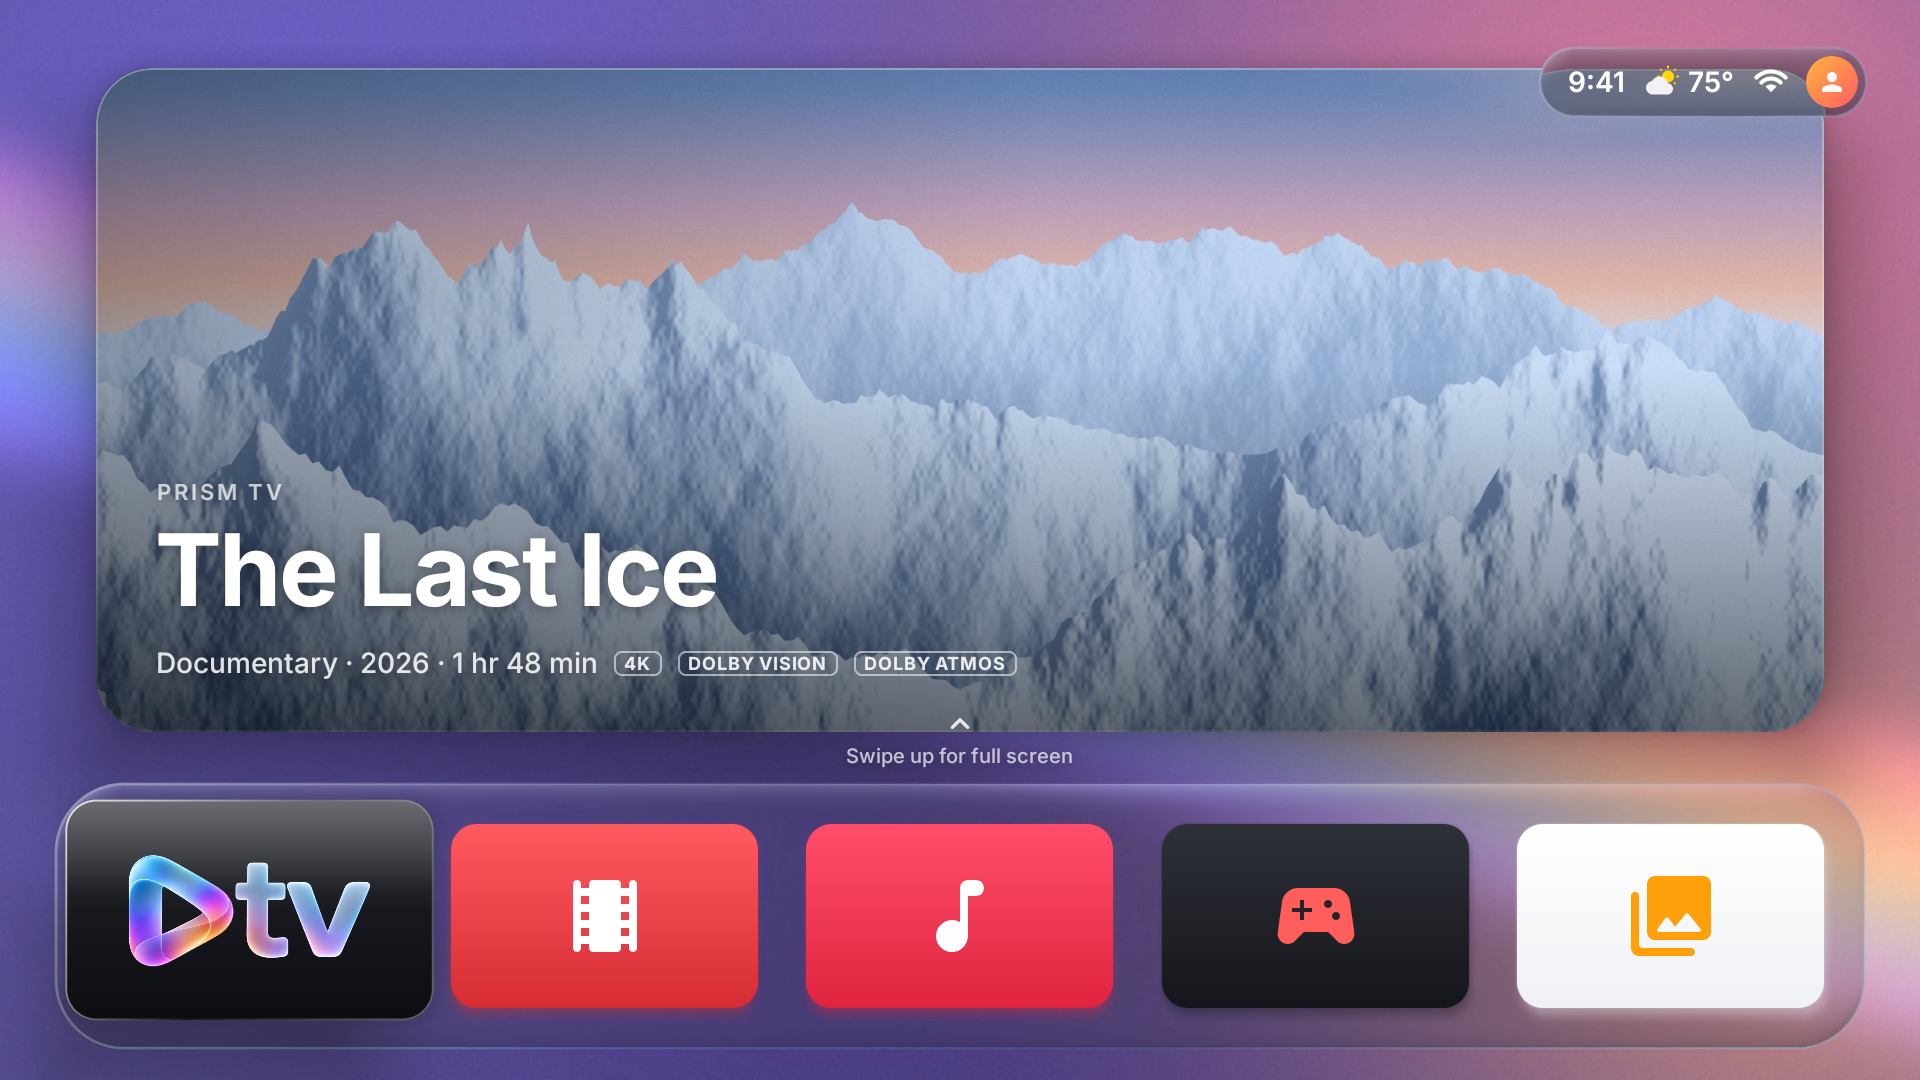 9:41 75°
PRISM TV
The Last Ice
Documentary · 2026 · 1 hr 48 min 4K DOLBY VISION DOLBY ATMOS
Swipe up for full screen
tv